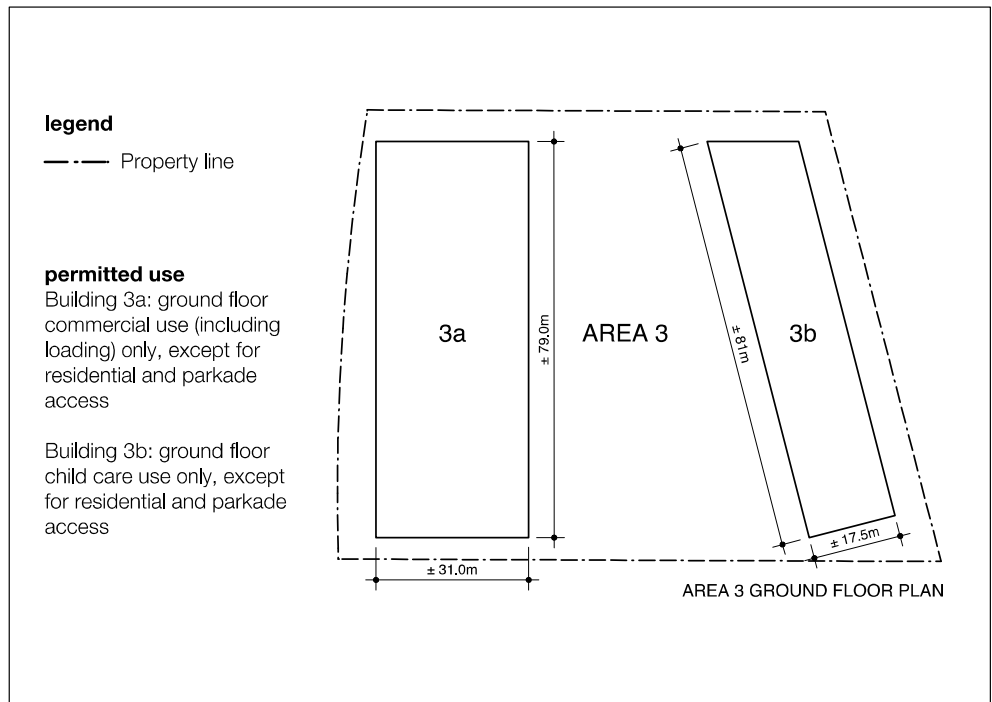 legend
Property line
permitted use
Building 3a: ground floor
commercial use (including
loading) only, except for
residential and parkade
access
Building 3b: ground floor
child care use only, except
for residential and parkade
access
3a
± 79.0m
AREA 3
± 81m
3b
± 17.5m
± 31.0m
AREA 3 GROUND FLOOR PLAN